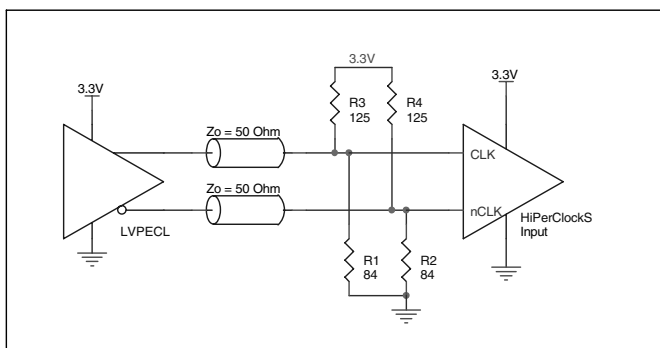 3.3V
3.3V
3.3V
R3
125
R4
125
Zo = 50 Ohm
CLK
Zo = 50 Ohm
nCLK
HiPerClockS
Input
LVPECL
R1
84
R2
84